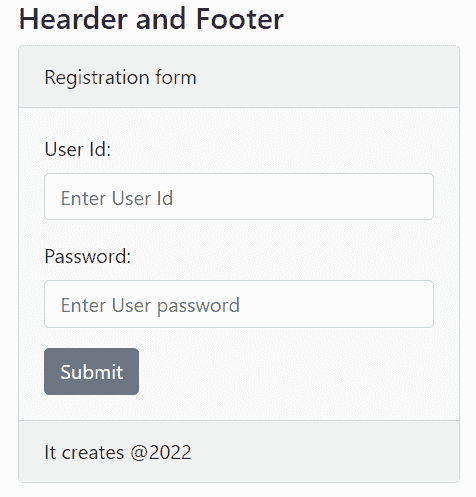 Hearder and Footer
Registration form
User Id:
Enter User Id
Password:
Enter User password
Submit
It creates @2022